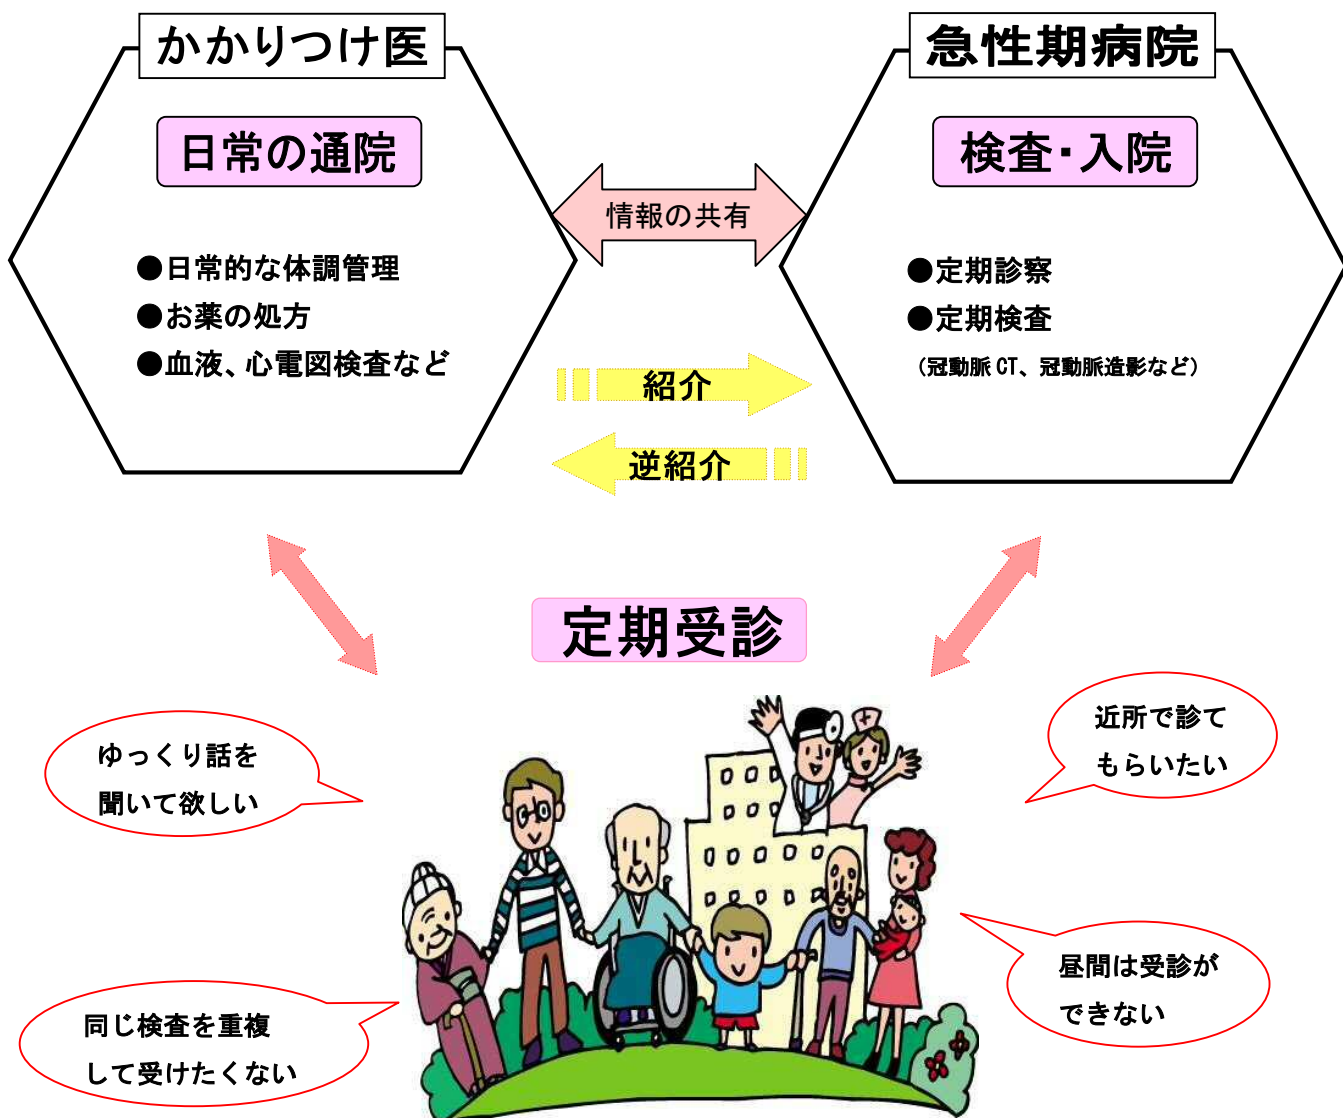 かかりつけ医
日常の通院
●日常的な体調管理
●お薬の処方
●血液、心電図検査など
情報の共有
紹介
逆紹介
急性期病院
検査・入院
●定期診察
●定期検査
（冠動脈 CT、冠動脈造影など）
定期受診
ゆっくり話を
聞いて欲しい
近所で診て
もらいたい
同じ検査を重複
して受けたくない
昼間は受診が
できない